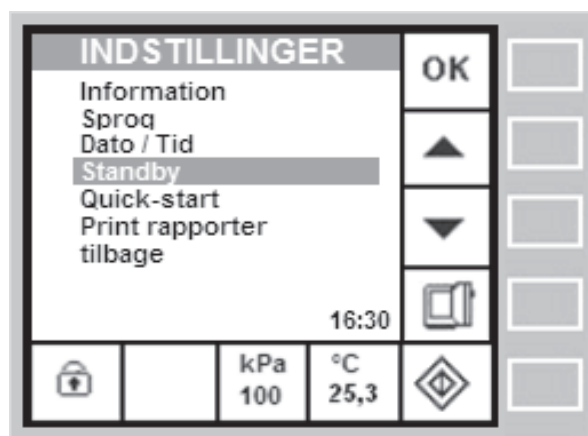 INDSTILLINGER
OK
Information
Sprog
Dato / Tid
Standby
Quick-start
Print rapporter
tilbage
16:30
kPa
100
°C
25,3